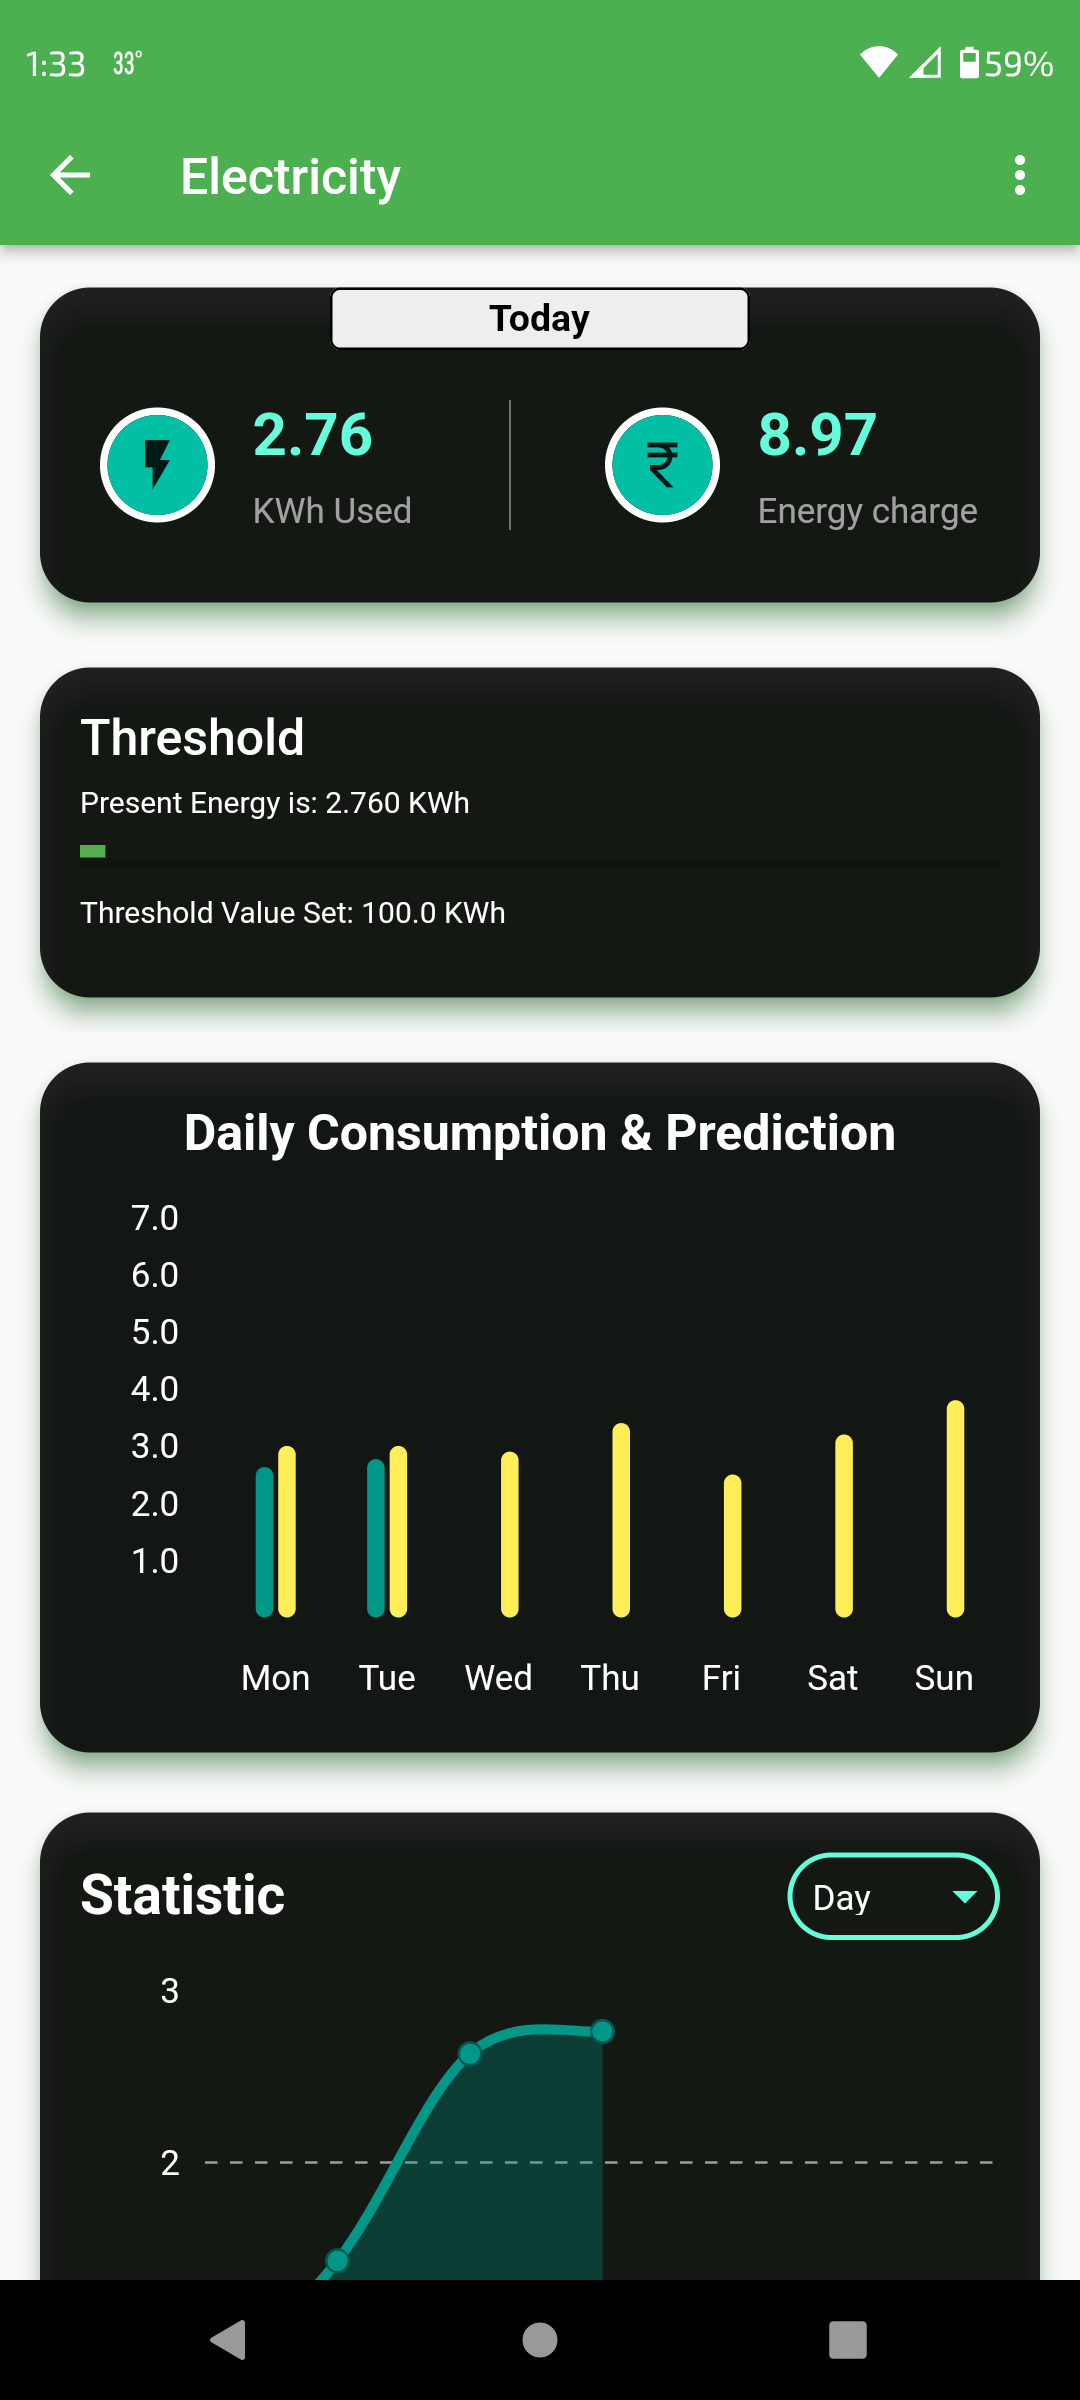 1:33 33° 59%
Electricity
Today
2.76
KWh Used
₹
8.97
Energy charge
Threshold
Present Energy is: 2.760 KWh
Threshold Value Set: 100.0 KWh
Daily Consumption & Prediction
7.0
6.0
5.0
4.0
3.0
2.0
1.0
Mon Tue Wed Thu Fri Sat Sun
Statistic
Day
3
2